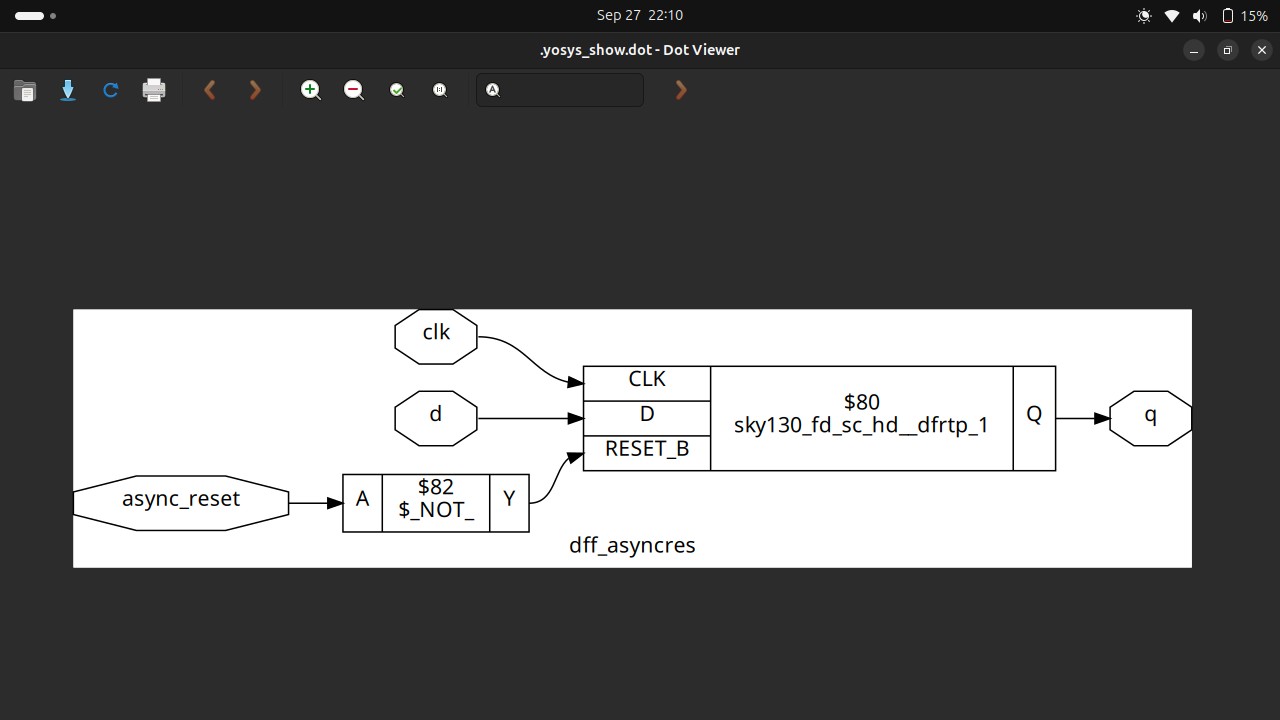 Sep 27 22:10
15%
.yosys_show.dot - Dot Viewer
clk
CLK
$80
d
D
sky130_fd_sc_hd__dfrtp_1
Q
q
RESET_B
async_reset
A
$82
$_NOT_
Y
dff_asyncres